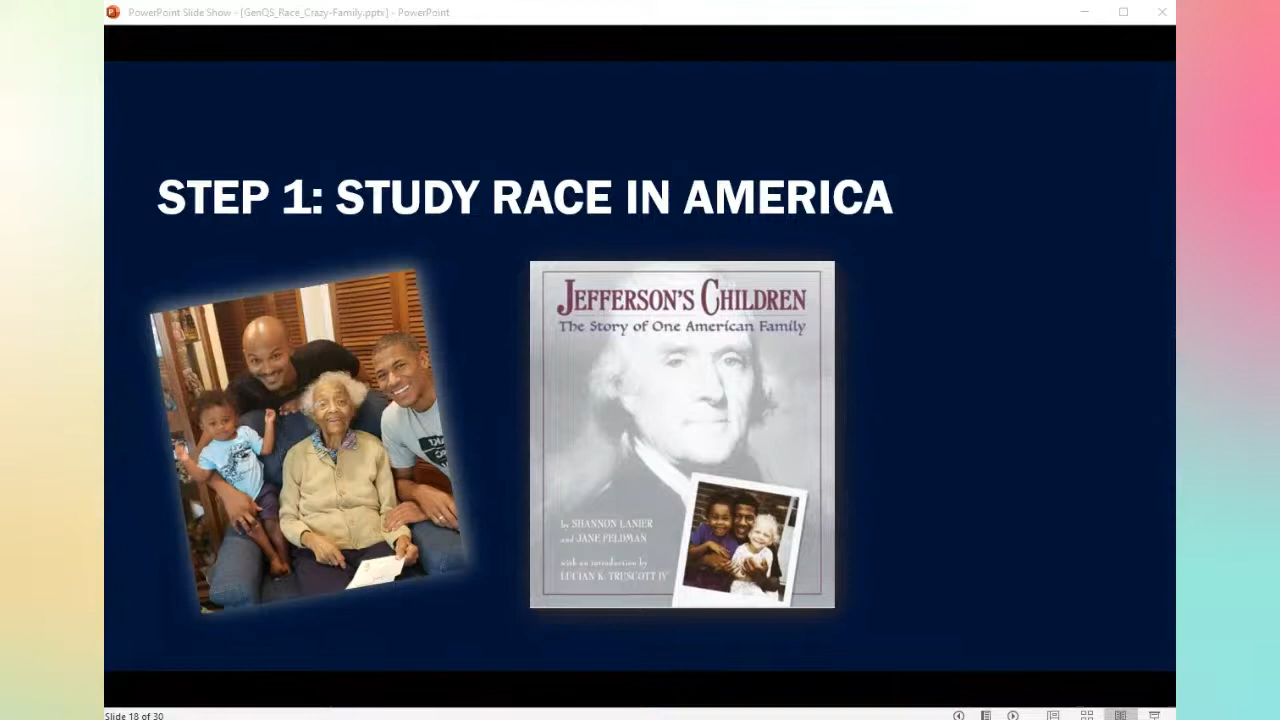 PowerPoint Slide Show - [GenQS_Race_Crazy-Family.pptx] - PowerPoint
STEP 1: STUDY RACE IN AMERICA
JEFFERSON'S CHILDREN
The Story of One American Family
by SHANNON LANIER
and JANE FELDMAN
with an introduction by
LUCIAN K. TRUSCOTT IV
Slide 18 of 30